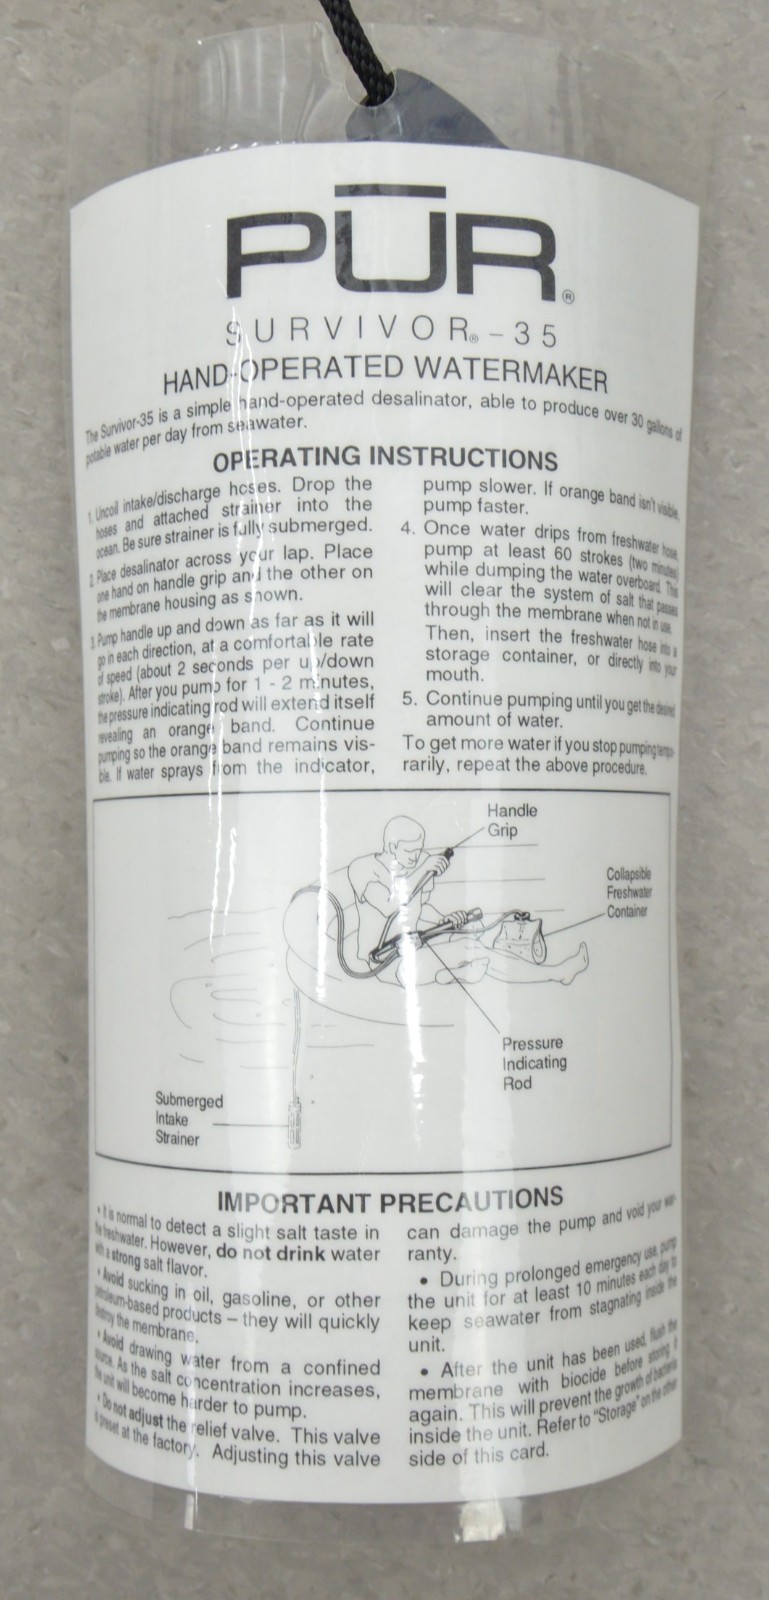 PŪR®
SURVIVOR®-35
HAND-OPERATED WATERMAKER
The Survivor-35 is a simple hand-operated desalinator, able to produce over 30 gallons of
potable water per day from seawater.
OPERATING INSTRUCTIONS
1. Uncoil intake/discharge hoses. Drop the
hoses and attached strainer into the
ocean. Be sure strainer is fully submerged.
2. Place desalinator across your lap. Place
one hand on handle grip and the other on
the membrane housing as shown.
3. Pump handle up and down as far as it will
go in each direction, at a comfortable rate
of speed (about 2 seconds per up/down
stroke). After you pump for 1 - 2 minutes,
the pressure indicating rod will extend itself
revealing an orange band. Continue
pumping so the orange band remains vis-
ible. If water sprays from the indicator,
pump slower. If orange band isn't visible,
pump faster.
4. Once water drips from freshwater hose,
pump at least 60 strokes (two minutes)
while dumping the water overboard. This
will clear the system of salt that passes
through the membrane when not in use.
Then, insert the freshwater hose into a
storage container, or directly into your
mouth.
5. Continue pumping until you get the desired
amount of water.
To get more water if you stop pumping tempo-
rarily, repeat the above procedure.
Handle
Grip
Collapsible
Freshwater
Container
Pressure
Indicating
Rod
Submerged
Intake
Strainer
IMPORTANT PRECAUTIONS
• It is normal to detect a slight salt taste in
the freshwater. However, do not drink water
with a strong salt flavor.
• Avoid sucking in oil, gasoline, or other
petroleum-based products – they will quickly
destroy the membrane.
• Avoid drawing water from a confined
source. As the salt concentration increases,
the unit will become harder to pump.
• Do not adjust the relief valve. This valve
is preset at the factory. Adjusting this valve
can damage the pump and void your war-
ranty.
• During prolonged emergency use, pump
the unit for at least 10 minutes each day to
keep seawater from stagnating inside the
unit.
• After the unit has been used, flush the
membrane with biocide before storing it
again. This will prevent the growth of bacteria
inside the unit. Refer to "Storage" on the other
side of this card.